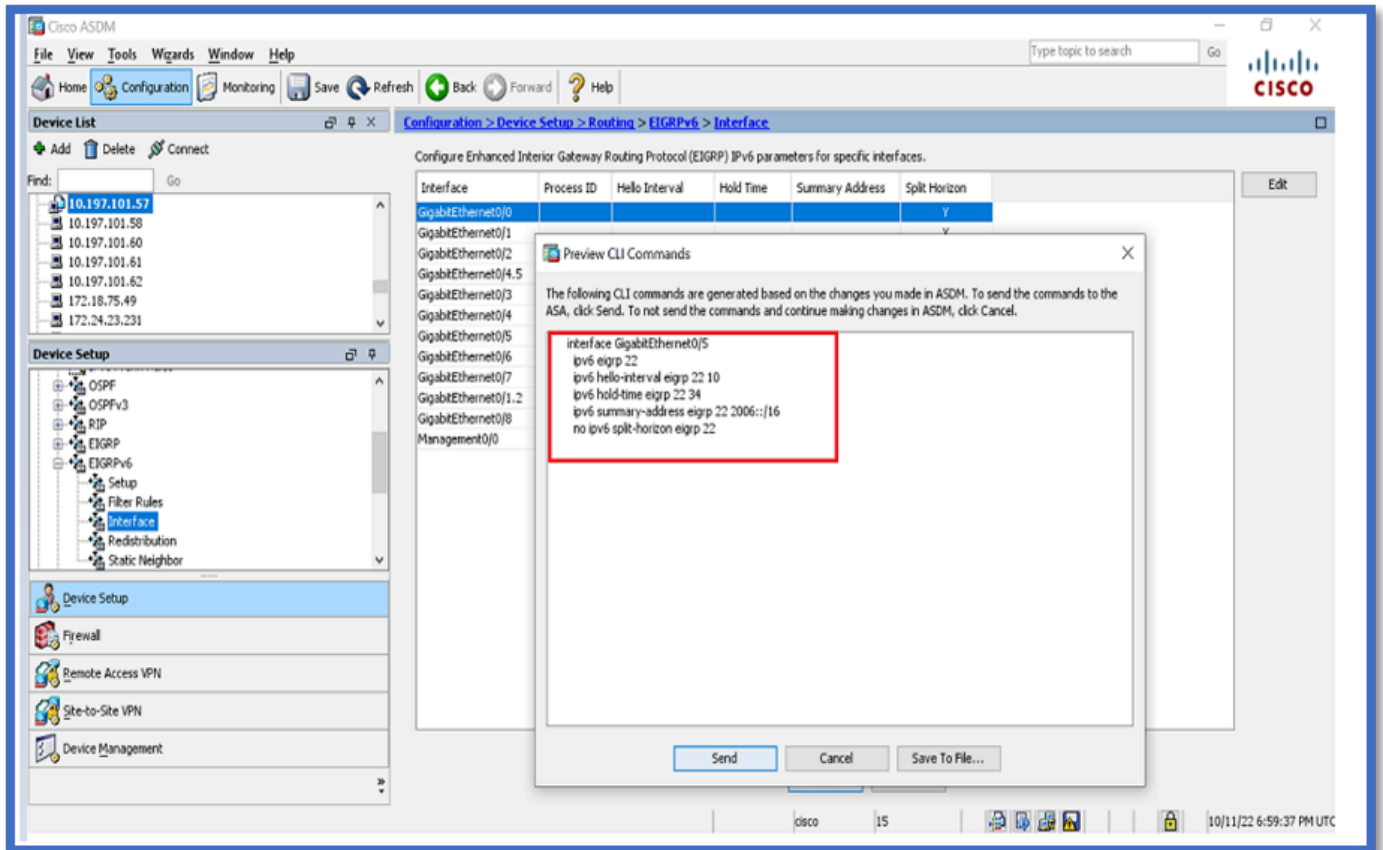 Cisco ASDM
File View Tools Wizards Window Help
Type topic to search Go
Home Configuration Monitoring Save Refresh Back Forward Help
CISCO
Device List
Add Delete Connect
Find: Go
10.197.101.57
10.197.101.58
10.197.101.60
10.197.101.61
10.197.101.62
172.18.75.49
172.24.23.231
Device Setup
OSPF
OSPFv3
RIP
EIGRP
EIGRPv6
Setup
Filter Rules
Interface
Redistribution
Static Neighbor
Device Setup
Firewall
Remote Access VPN
Site-to-Site VPN
Device Management
Configuration > Device Setup > Routing > EIGRPv6 > Interface
Configure Enhanced Interior Gateway Routing Protocol (EIGRP) IPv6 parameters for specific interfaces.
Interface Process ID Hello Interval Hold Time Summary Address Split Horizon
Edit
GigabitEthernet0/0 Y
GigabitEthernet0/1 Y
GigabitEthernet0/2
GigabitEthernet0/4.5
GigabitEthernet0/3
GigabitEthernet0/4
GigabitEthernet0/5
GigabitEthernet0/6
GigabitEthernet0/7
GigabitEthernet0/1.2
GigabitEthernet0/8
Management0/0
Preview CLI Commands
The following CLI commands are generated based on the changes you made in ASDM. To send the commands to the
ASA, click Send. To not send the commands and continue making changes in ASDM, click Cancel.
interface GigabitEthernet0/5
ipv6 eigrp 22
ipv6 hello-interval eigrp 22 10
ipv6 hold-time eigrp 22 34
ipv6 summary-address eigrp 22 2006::/16
no ipv6 split-horizon eigrp 22
Send Cancel Save To File...
cisco 15 10/11/22 6:59:37 PM UTC